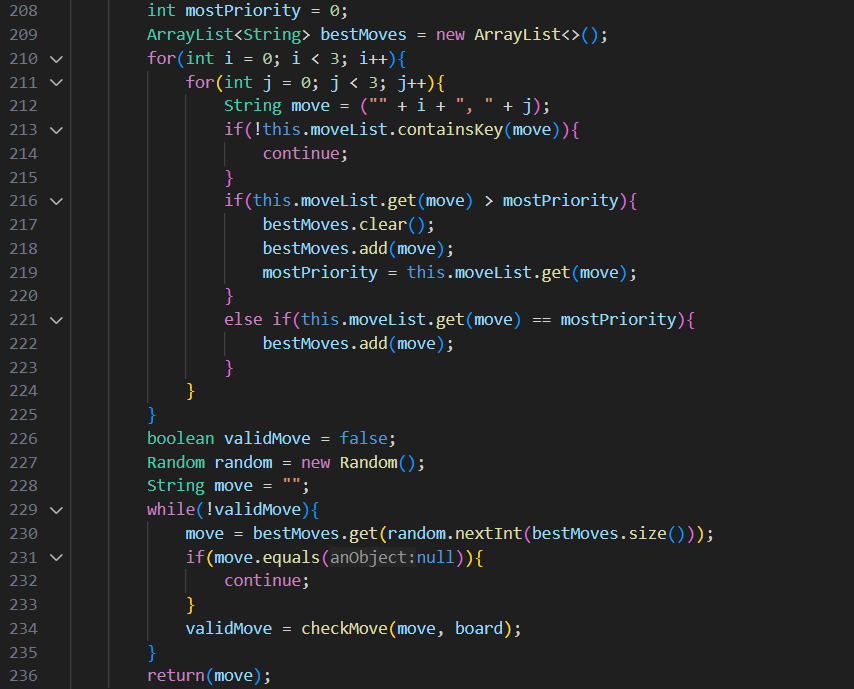 208 int mostPriority = 0;
209 ArrayList<String> bestMoves = new ArrayList<>();
210 for(int i = 0; i < 3; i++){
211 for(int j = 0; j < 3; j++){
212 String move = ("" + i + ", " + j);
213 if(!this.moveList.containsKey(move)){
214 continue;
215 }
216 if(this.moveList.get(move) > mostPriority){
217 bestMoves.clear();
218 bestMoves.add(move);
219 mostPriority = this.moveList.get(move);
220 }
221 else if(this.moveList.get(move) == mostPriority){
222 bestMoves.add(move);
223 }
224 }
225 }
226 boolean validMove = false;
227 Random random = new Random();
228 String move = "";
229 while(!validMove){
230 move = bestMoves.get(random.nextInt(bestMoves.size()));
231 if(move.equals(anObject:null)){
232 continue;
233 }
234 validMove = checkMove(move, board);
235 }
236 return(move);